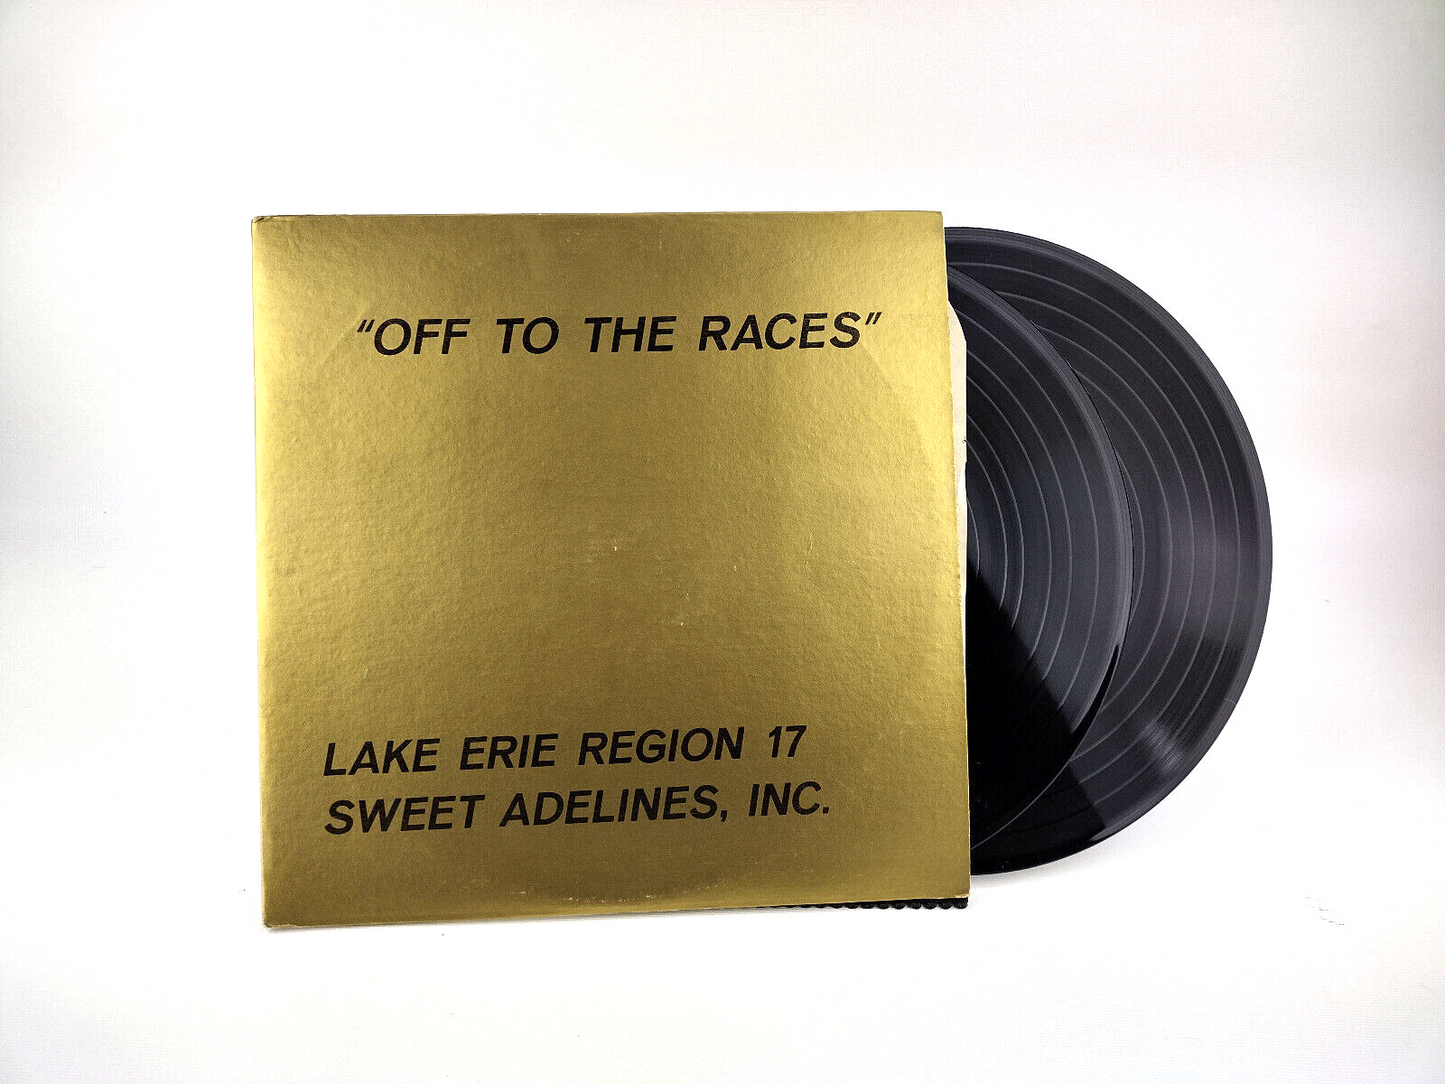 "OFF TO THE RACES"
LAKE ERIE REGION 17
SWEET ADELINES, INC.